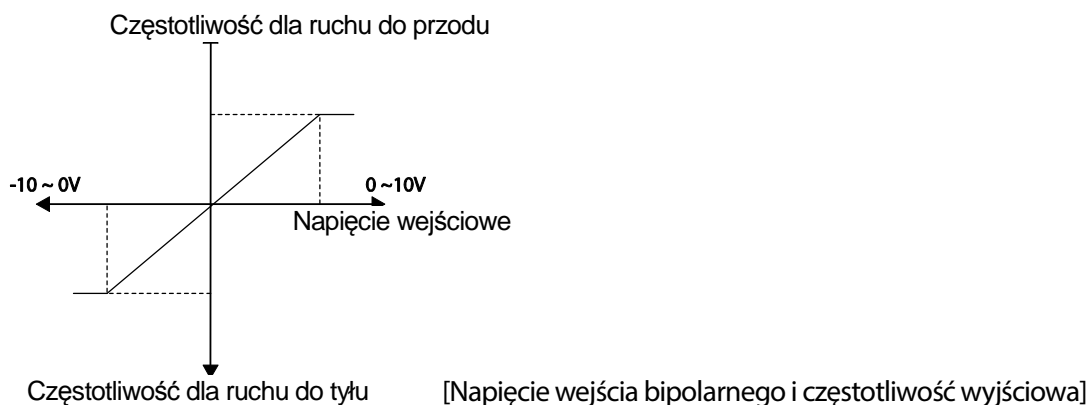 Częstotliwość dla ruchu do przodu
-10 ~ 0V
0 ~10V
Napięcie wejściowe
Częstotliwość dla ruchu do tyłu
[Napięcie wejścia bipolarnego i częstotliwość wyjściowa]